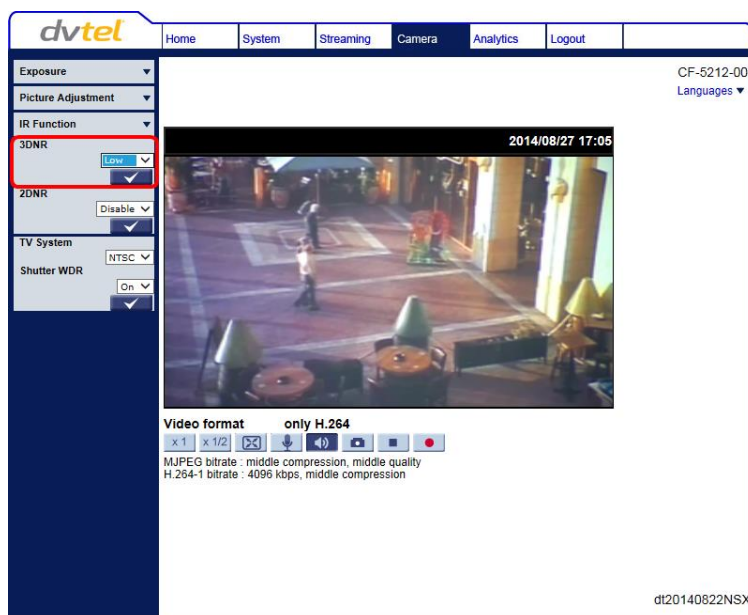 dvtel
Home System Streaming Camera Analytics Logout
CF-5212-00
Languages ▼
Exposure
Picture Adjustment
IR Function
3DNR
Low
2DNR
Disable
TV System
NTSC
Shutter WDR
On
2014/08/27 17:05
Video format only H.264
x 1 x 1/2
MJPEG bitrate : middle compression, middle quality
H.264-1 bitrate : 4096 kbps, middle compression
dt20140822NSX